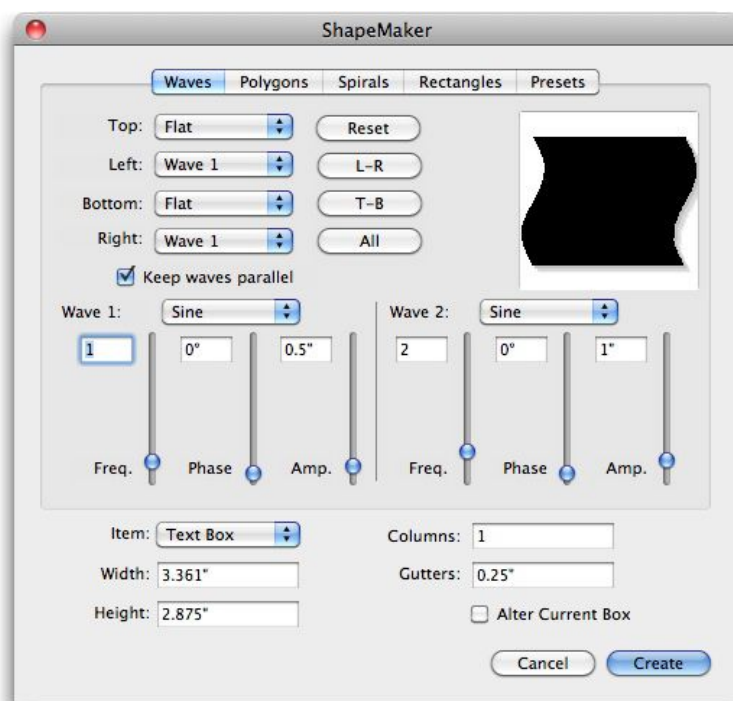 ShapeMaker
Waves Polygons Spirals Rectangles Presets
Top: Flat Reset
Left: Wave 1 L-R
Bottom: Flat T-B
Right: Wave 1 All
Keep waves parallel
Wave 1: Sine Wave 2: Sine
1 0° 0.5" 2 0° 1"
Freq. Phase Amp. Freq. Phase Amp.
Item: Text Box Columns: 1
Width: 3.361" Gutters: 0.25"
Height: 2.875" Alter Current Box
Cancel Create